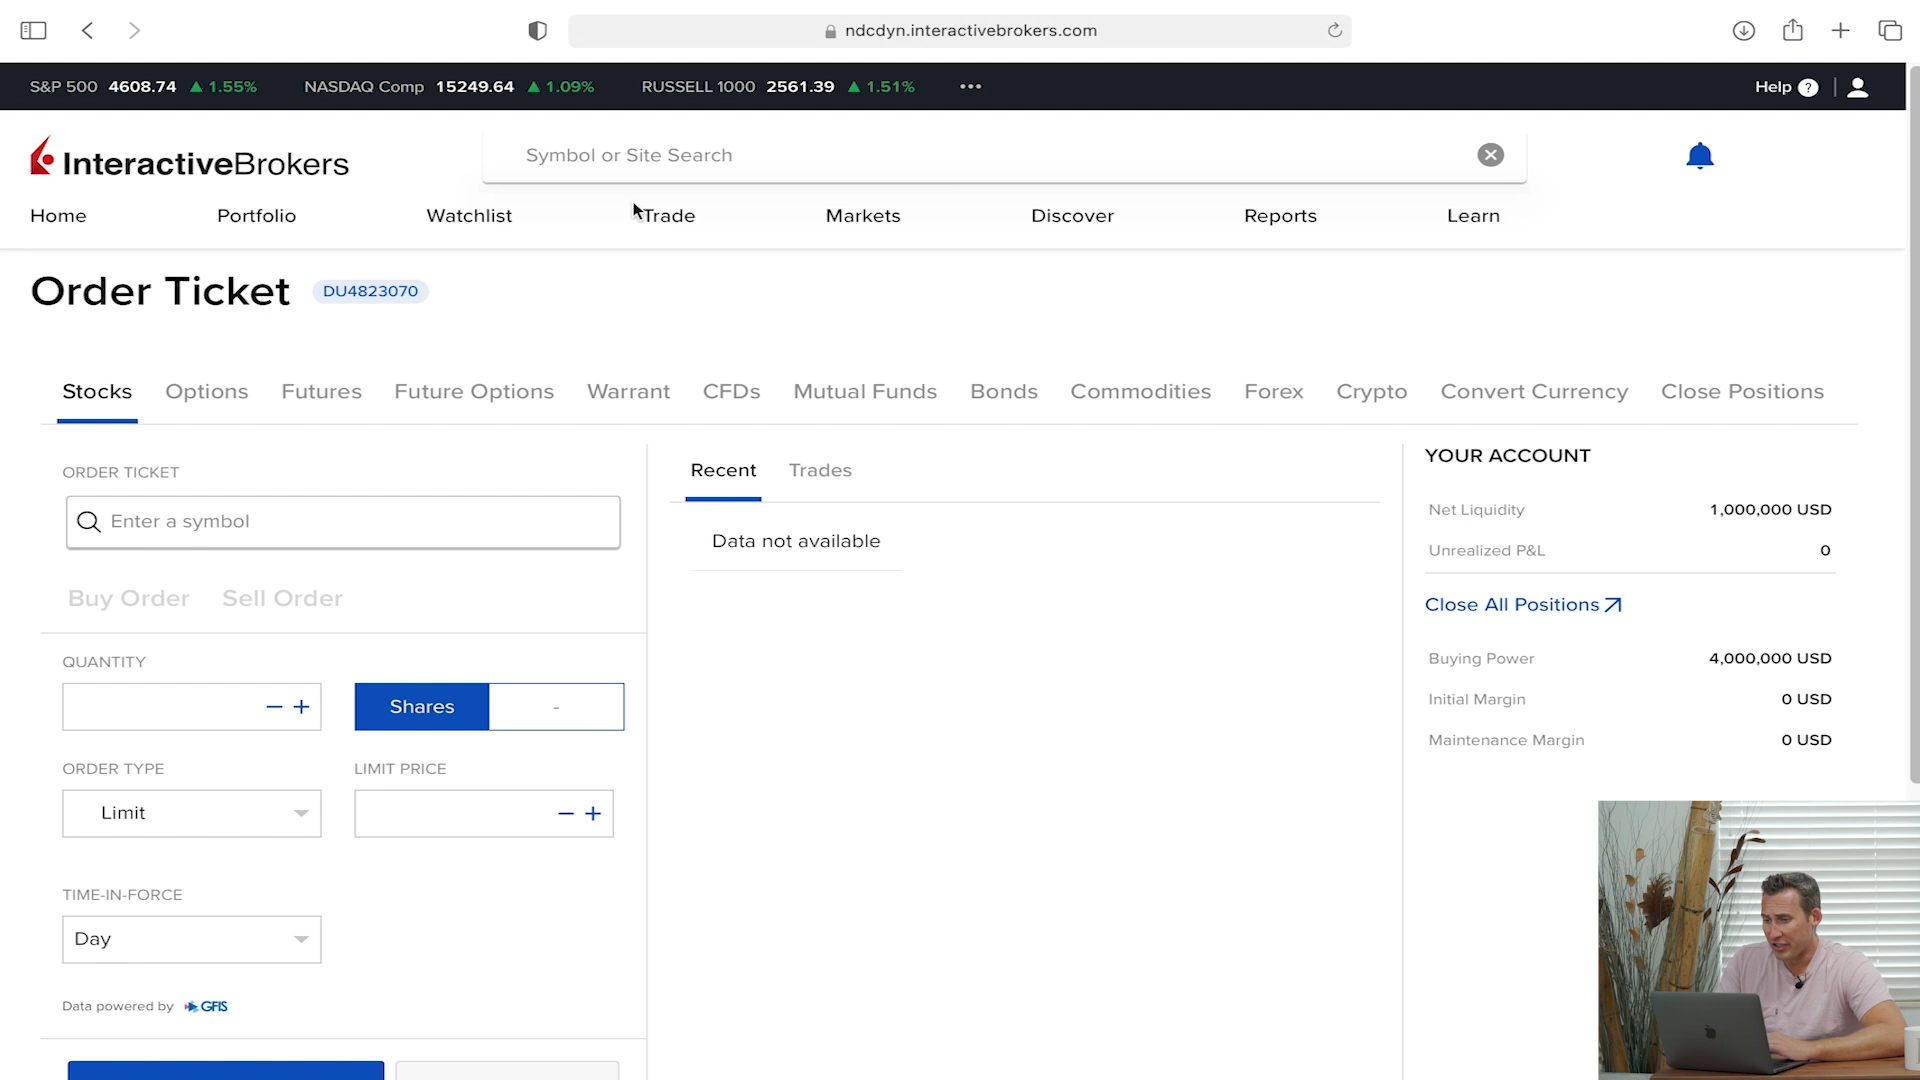 ndcdyn.interactivebrokers.com
S&P 500 4608.74 ▲ 1.55% NASDAQ Comp 15249.64 ▲ 1.09% RUSSELL 1000 2561.39 ▲ 1.51% ••• Help ?
InteractiveBrokers
Symbol or Site Search
Home Portfolio Watchlist Trade Markets Discover Reports Learn
Order Ticket DU4823070
Stocks Options Futures Future Options Warrant CFDs Mutual Funds Bonds Commodities Forex Crypto Convert Currency Close Positions
ORDER TICKET
Enter a symbol
Buy Order Sell Order
QUANTITY
− +
Shares -
ORDER TYPE LIMIT PRICE
Limit − +
TIME-IN-FORCE
Day
Data powered by GFIS
Recent Trades
Data not available
YOUR ACCOUNT
Net Liquidity 1,000,000 USD
Unrealized P&L 0
Close All Positions
Buying Power 4,000,000 USD
Initial Margin 0 USD
Maintenance Margin 0 USD